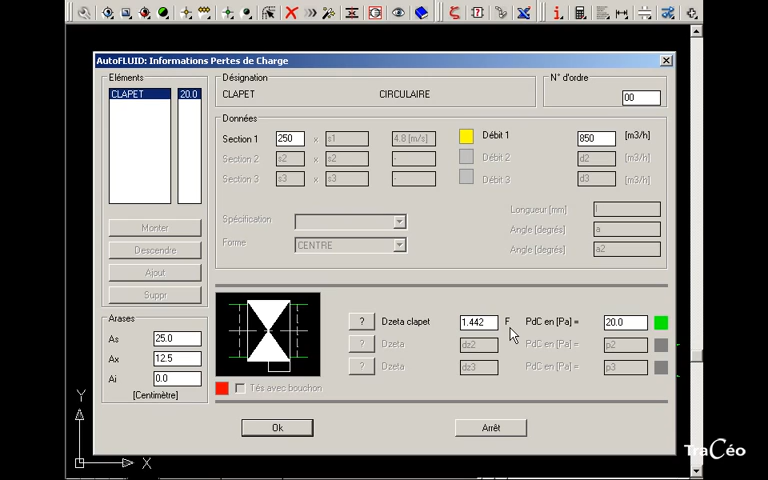 AutoFLUID: Informations Pertes de Charge
Eléments
CLAPET 20.0
Monter
Descendre
Ajout
Suppr
Arases
As 25.0
Ax 12.5
Ai 0.0
[Centimètre]
Désignation
CLAPET CIRCULAIRE
N° d'ordre
00
Données
Section 1 250 x s1 4.8 [m/s] Débit 1 850 [m3/h]
Section 2 s2 x s2 - Débit 2 d2 [m3/h]
Section 3 s3 x s3 - Débit 3 d3 [m3/h]
Spécification
Forme CENTRE
Longueur [mm] l
Angle [degrés] a
Angle [degrés] a2
? Dzeta clapet 1.442 F PdC en [Pa] = 20.0
? Dzeta dz2 PdC en [Pa] = p2
? Dzeta dz3 PdC en [Pa] = p3
Tés avec bouchon
Ok
Arrêt
Y
X
TraCéo